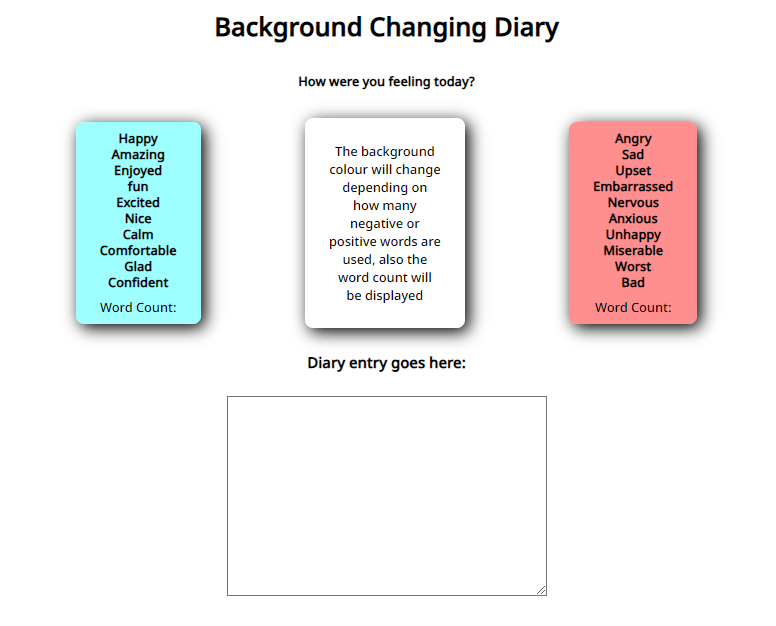 Background Changing Diary
How were you feeling today?
Happy
Amazing
Enjoyed
fun
Excited
Nice
Calm
Comfortable
Glad
Confident
Word Count:
The background
colour will change
depending on
how many
negative or
positive words are
used, also the
word count will
be displayed
Angry
Sad
Upset
Embarrassed
Nervous
Anxious
Unhappy
Miserable
Worst
Bad
Word Count:
Diary entry goes here: